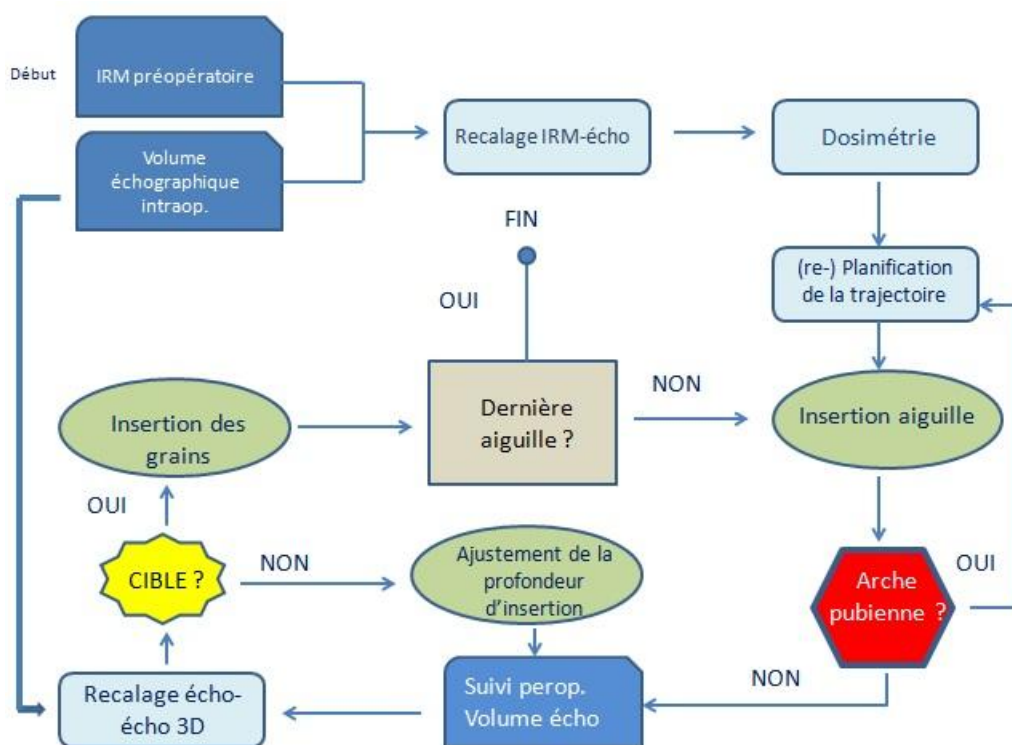 Début
IRM préopératoire
Volume
échographique
intraop.
Recalage IRM-écho
Dosimétrie
FIN
OUI
(re-) Planification
de la trajectoire
Insertion des
grains
Dernière
aiguille ?
NON
Insertion aiguille
OUI
CIBLE ?
NON
Ajustement de la
profondeur
d’insertion
Arche
pubienne ?
OUI
NON
Recalage écho-
écho 3D
Suivi perop.
Volume écho